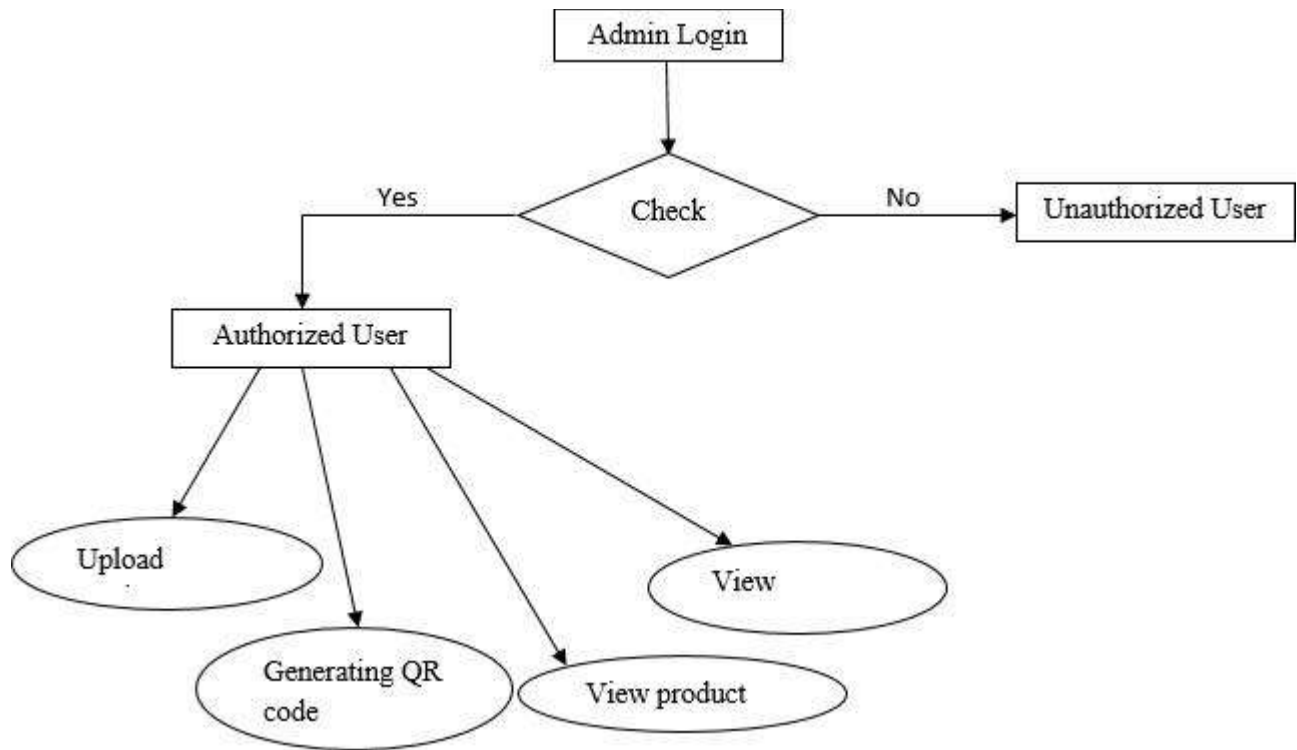 Admin Login
Yes
Check
No
Unauthorized User
Authorized User
Upload
View
Generating QR
code
View product